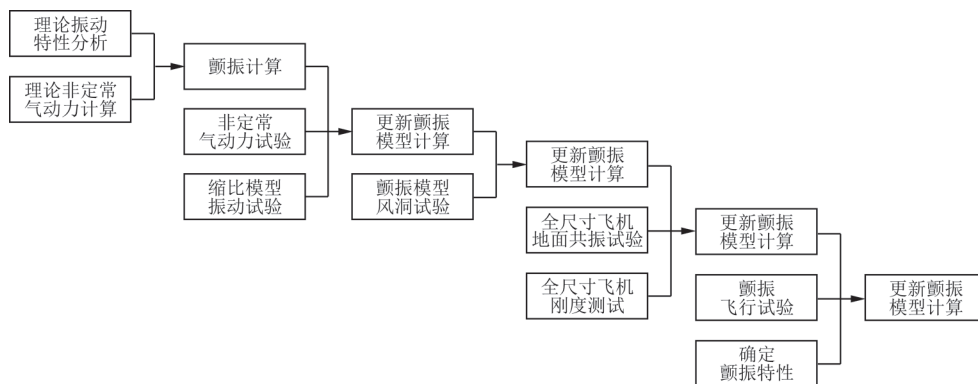 理论振动
特性分析
理论非定常
气动力计算
颤振计算
非定常
气动力试验
缩比模型
振动试验
更新颤振
模型计算
颤振模型
风洞试验
更新颤振
模型计算
全尺寸飞机
地面共振试验
全尺寸飞机
刚度测试
更新颤振
模型计算
颤振
飞行试验
确定
颤振特性
更新颤振
模型计算